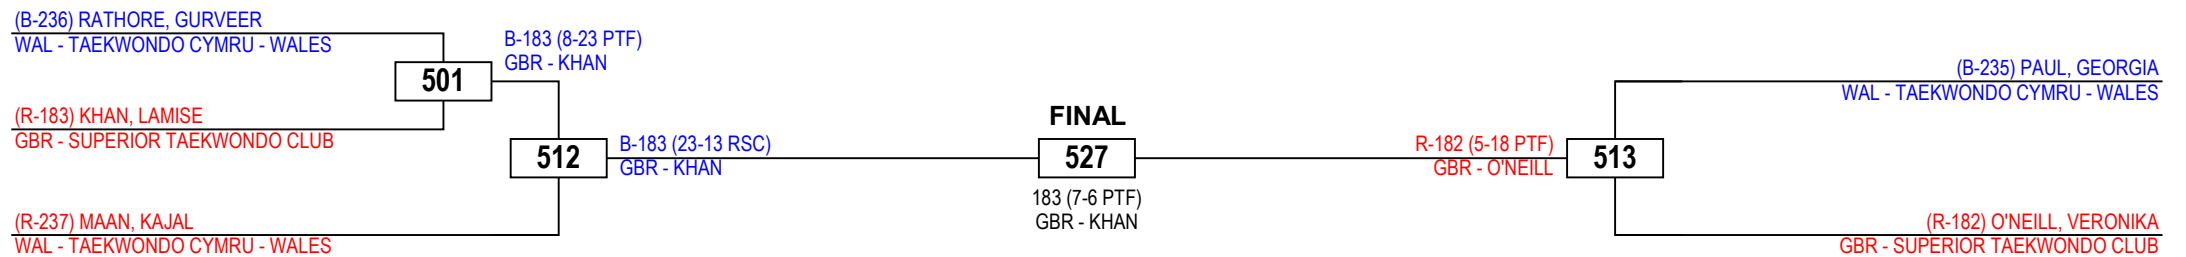 (B-236) RATHORE, GURVEER
WAL - TAEKWONDO CYMRU - WALES
501
(R-183) KHAN, LAMISE
GBR - SUPERIOR TAEKWONDO CLUB
B-183 (8-23 PTF)
GBR - KHAN
512
(R-237) MAAN, KAJAL
WAL - TAEKWONDO CYMRU - WALES
B-183 (23-13 RSC)
GBR - KHAN
FINAL
527
183 (7-6 PTF)
GBR - KHAN
R-182 (5-18 PTF)
GBR - O'NEILL
513
(B-235) PAUL, GEORGIA
WAL - TAEKWONDO CYMRU - WALES
(R-182) O'NEILL, VERONIKA
GBR - SUPERIOR TAEKWONDO CLUB